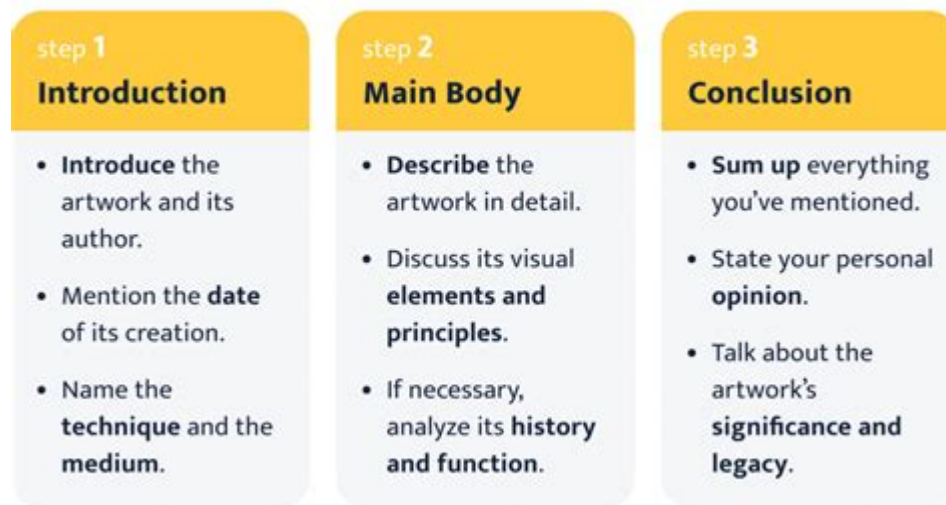 step 1
Introduction
• Introduce the
artwork and its
author.
• Mention the date
of its creation.
• Name the
technique and the
medium.
step 2
Main Body
• Describe the
artwork in detail.
• Discuss its visual
elements and
principles.
• If necessary,
analyze its history
and function.
step 3
Conclusion
• Sum up everything
you’ve mentioned.
• State your personal
opinion.
• Talk about the
artwork’s
significance and
legacy.